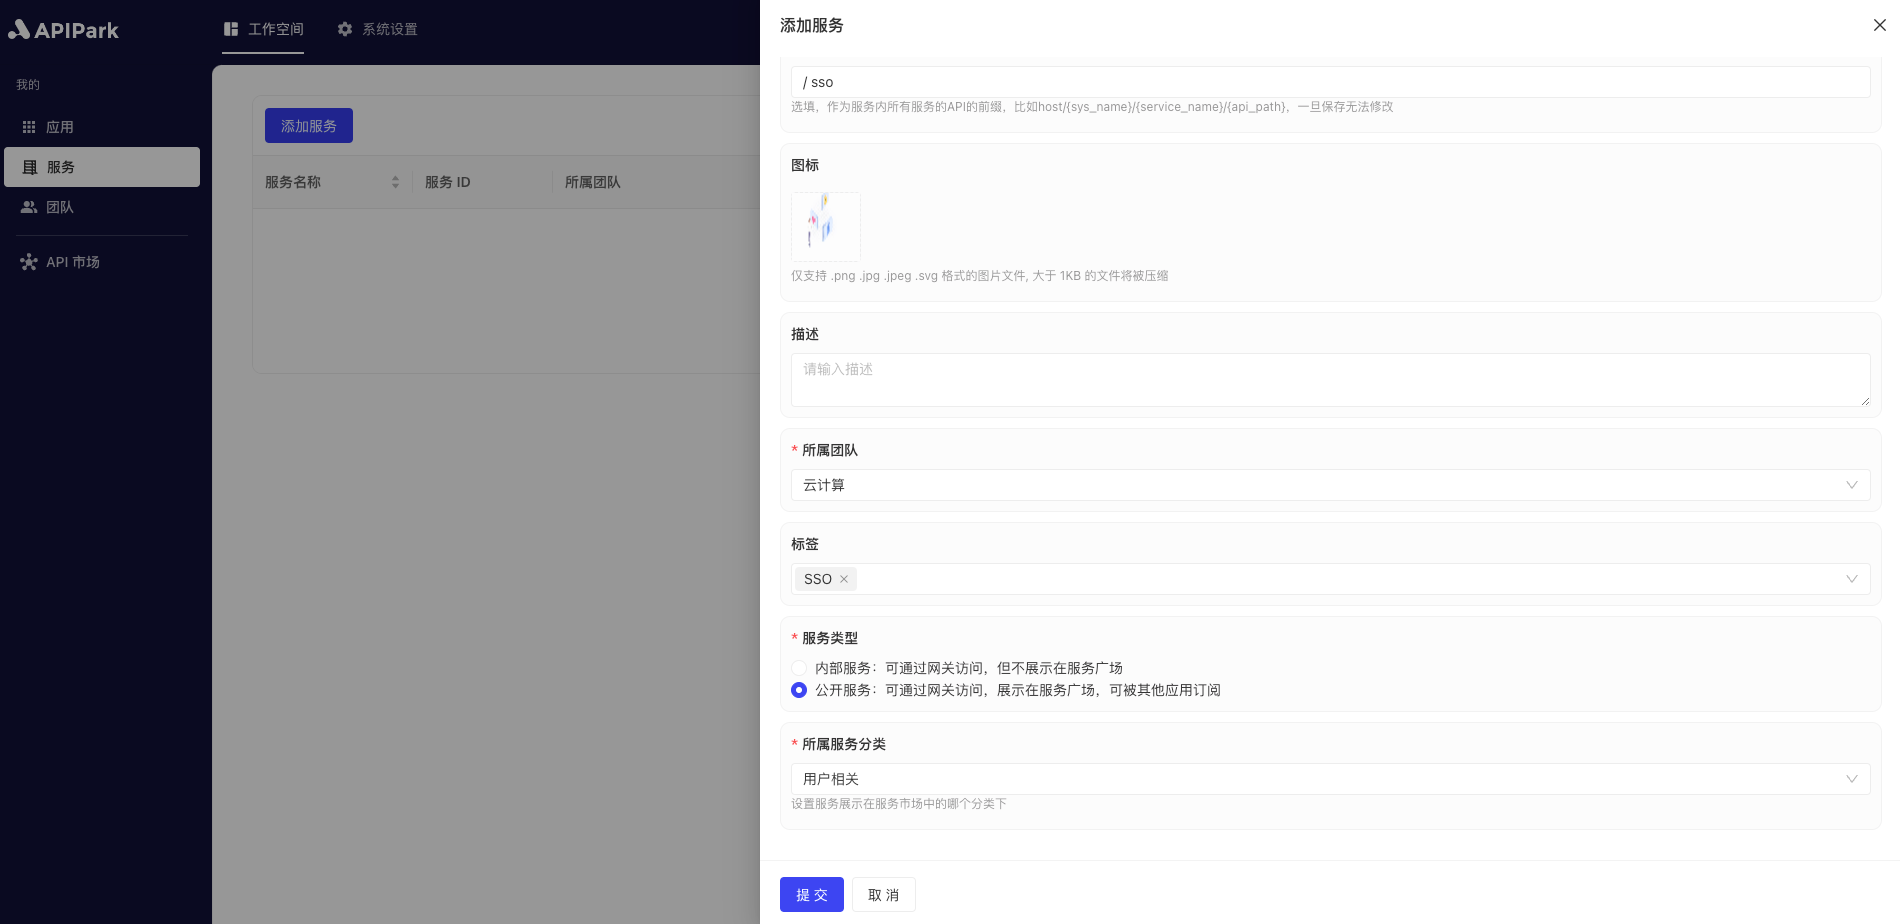 APIPark
工作空间
系统设置
我的
应用
服务
团队
API 市场
添加服务
服务名称
服务 ID
所属团队
添加服务
/ sso
选填，作为服务内所有服务的API的前缀，比如host/{sys_name}/{service_name}/{api_path}，一旦保存无法修改
图标
仅支持 .png .jpg .jpeg .svg 格式的图片文件, 大于 1KB 的文件将被压缩
描述
请输入描述
* 所属团队
云计算
标签
SSO
* 服务类型
内部服务：可通过网关访问，但不展示在服务广场
公开服务：可通过网关访问，展示在服务广场，可被其他应用订阅
* 所属服务分类
用户相关
设置服务展示在服务市场中的哪个分类下
提 交
取 消